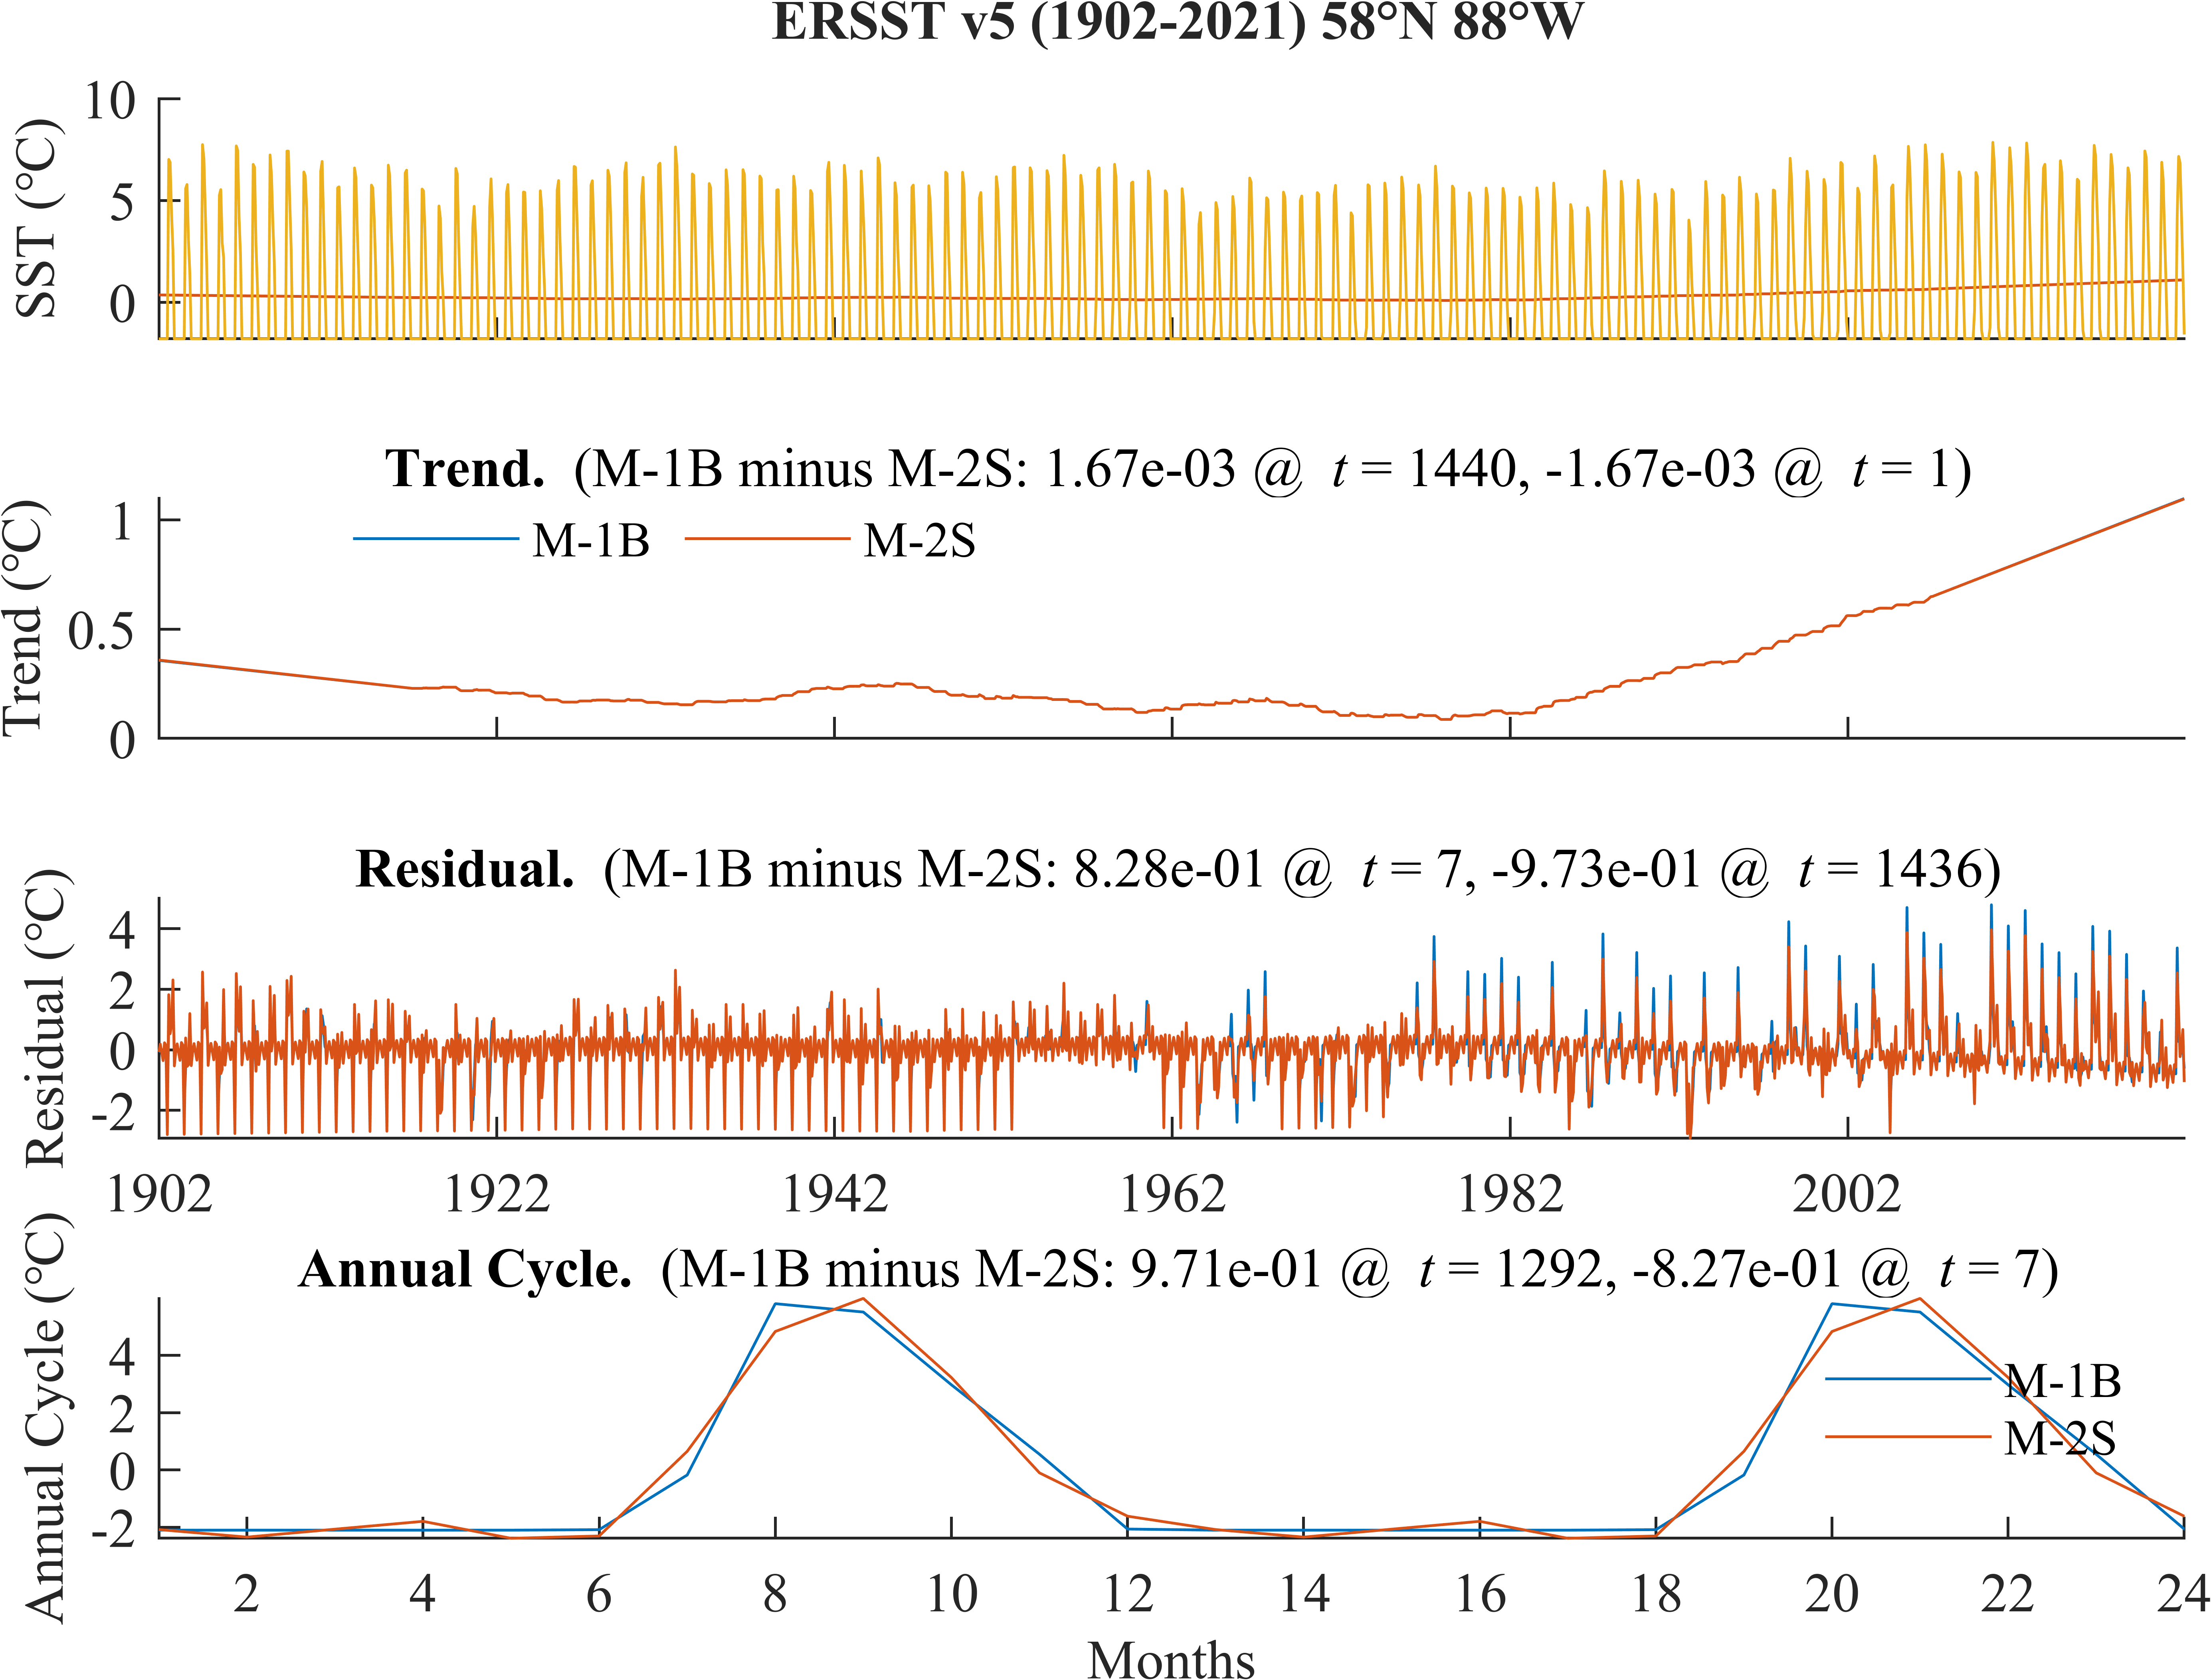 ERSST v5 (1902-2021) 58°N 88°W
SST (°C)
10
5
0
Trend. (M-1B minus M-2S: 1.67e-03 @ t = 1440, -1.67e-03 @ t = 1)
Trend (°C)
1
0.5
0
M-1B
M-2S
Residual. (M-1B minus M-2S: 8.28e-01 @ t = 7, -9.73e-01 @ t = 1436)
Residual (°C)
4
2
0
-2
1902 1922 1942 1962 1982 2002
Annual Cycle. (M-1B minus M-2S: 9.71e-01 @ t = 1292, -8.27e-01 @ t = 7)
Annual Cycle (°C)
4
2
0
-2
M-1B
M-2S
2 4 6 8 10 12 14 16 18 20 22 24
Months